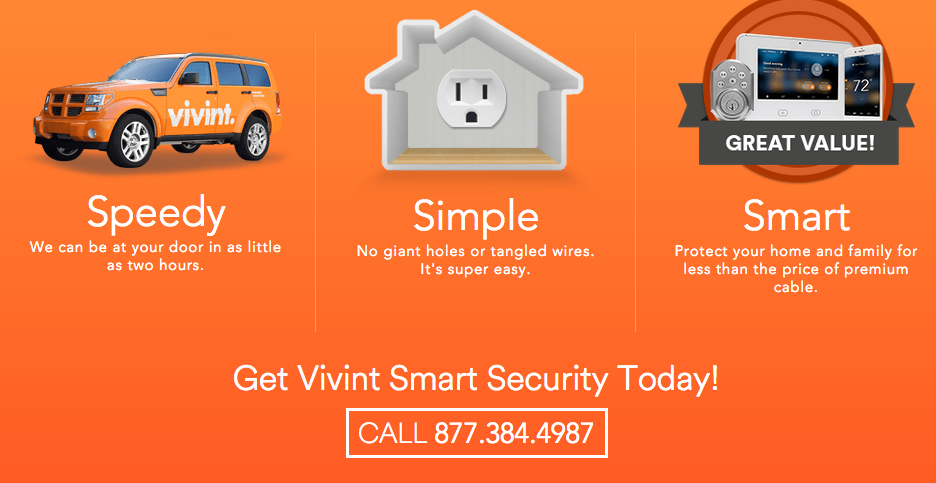 vivint.
GREAT VALUE!
72°
Speedy
Simple
Smart
We can be at your door in as little
as two hours.
No giant holes or tangled wires.
It's super easy.
Protect your home and family for
less than the price of premium
cable.
Get Vivint Smart Security Today!
CALL 877.384.4987